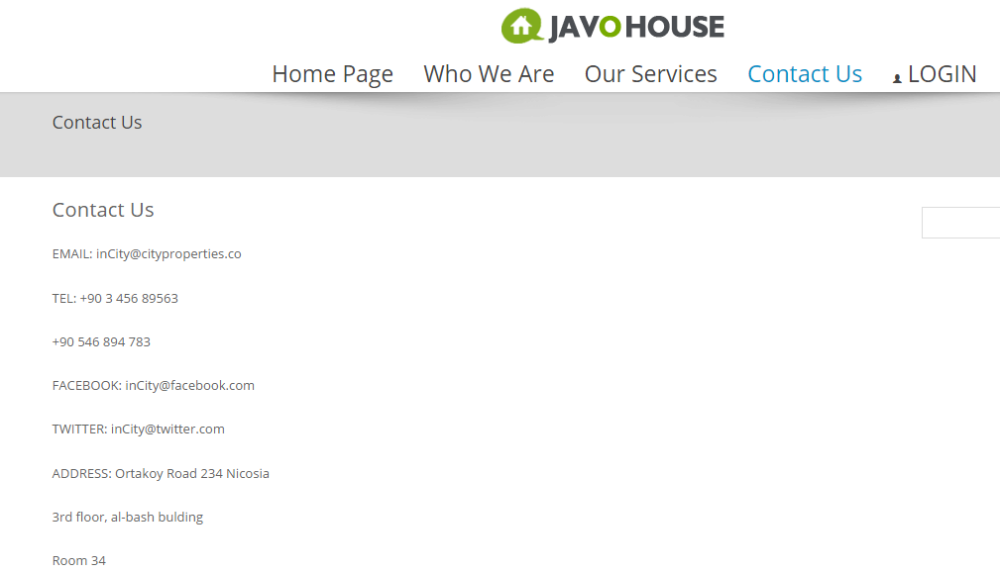 JAVO HOUSE
Home Page Who We Are Our Services Contact Us LOGIN
Contact Us
Contact Us
EMAIL: inCity@cityproperties.co
TEL: +90 3 456 89563
+90 546 894 783
FACEBOOK: inCity@facebook.com
TWITTER: inCity@twitter.com
ADDRESS: Ortakoy Road 234 Nicosia
3rd floor, al-bash bulding
Room 34